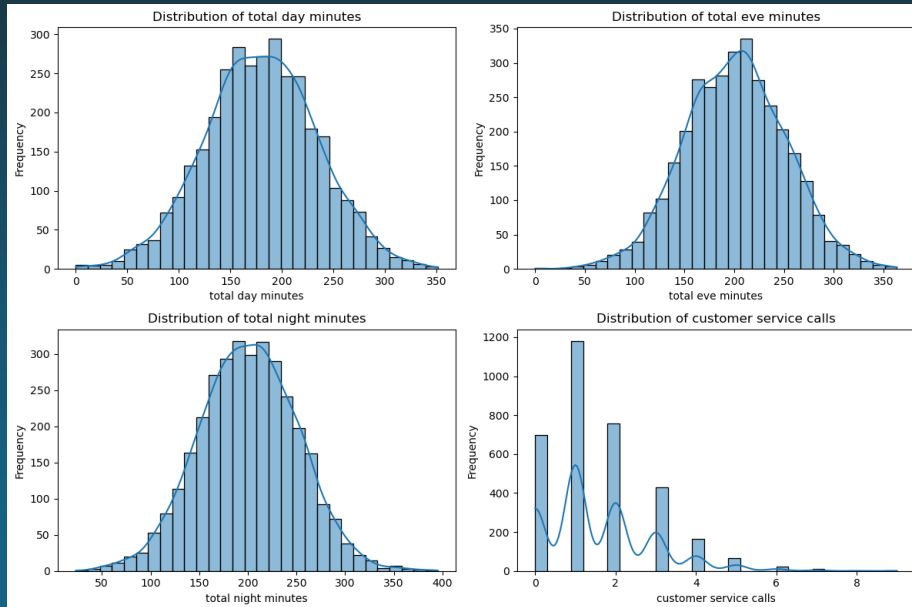 Distribution of total day minutes
300
250
200
150
100
50
0
Frequency
0 50 100 150 200 250 300 350
total day minutes
Distribution of total eve minutes
350
300
250
200
150
100
50
0
Frequency
0 50 100 150 200 250 300 350
total eve minutes
Distribution of total night minutes
300
250
200
150
100
50
0
Frequency
50 100 150 200 250 300 350 400
total night minutes
Distribution of customer service calls
1200
1000
800
600
400
200
0
Frequency
0 2 4 6 8
customer service calls